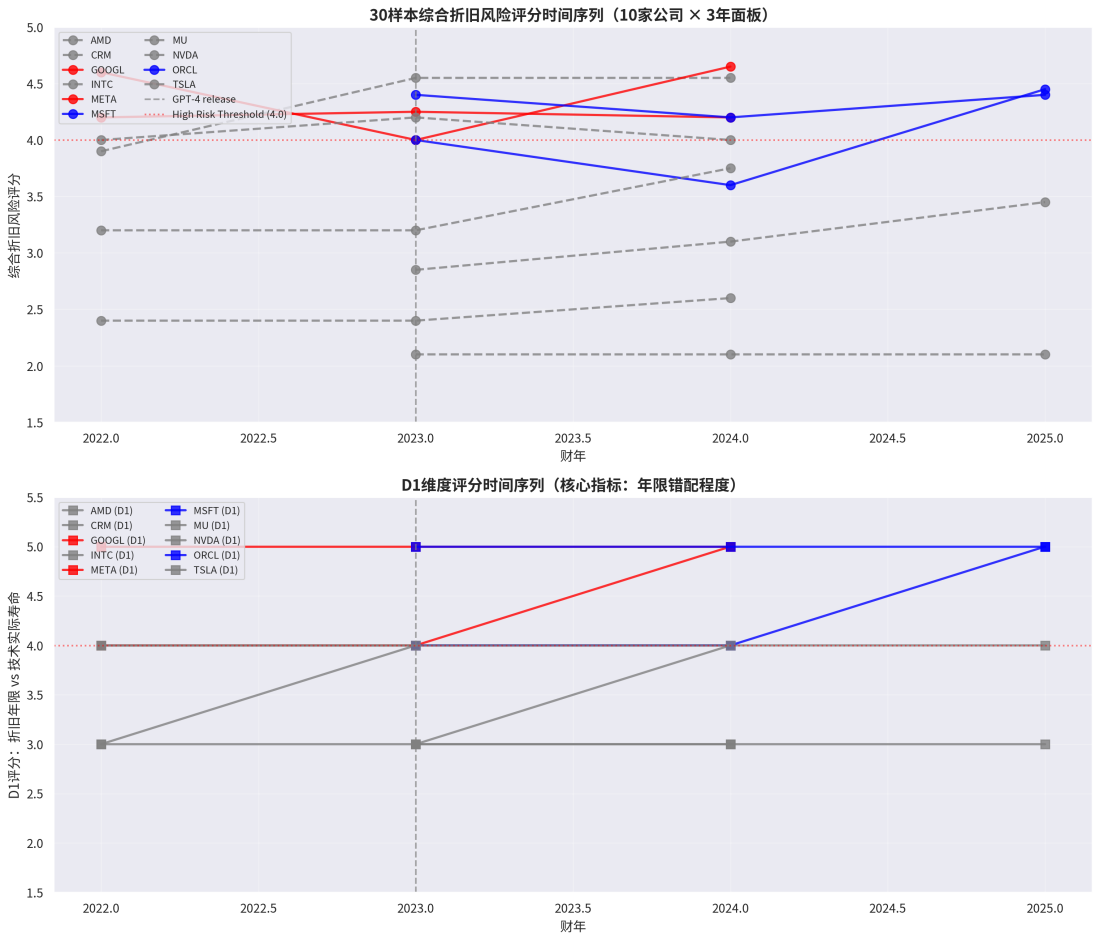 30样本综合折旧风险评分时间序列（10家公司 × 3年面板）
综合折旧风险评分
5.0
4.5
4.0
3.5
3.0
2.5
2.0
1.5
AMD
CRM
GOOGL
INTC
META
MSFT
MU
NVDA
ORCL
TSLA
GPT-4 release
High Risk Threshold (4.0)
2022.0 2022.5 2023.0 2023.5 2024.0 2024.5 2025.0
财年
D1维度评分时间序列（核心指标：年限错配程度）
D1评分：折旧年限 vs 技术实际寿命
5.5
5.0
4.5
4.0
3.5
3.0
2.5
2.0
1.5
AMD (D1)
CRM (D1)
GOOGL (D1)
INTC (D1)
META (D1)
MSFT (D1)
MU (D1)
NVDA (D1)
ORCL (D1)
TSLA (D1)
2022.0 2022.5 2023.0 2023.5 2024.0 2024.5 2025.0
财年